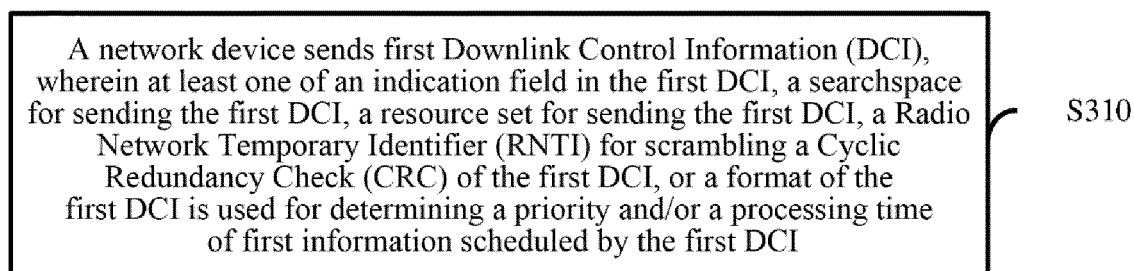 A network device sends first Downlink Control Information (DCI),
wherein at least one of an indication field in the first DCI, a searchspace
for sending the first DCI, a resource set for sending the first DCI, a Radio
Network Temporary Identifier (RNTI) for scrambling a Cyclic
Redundancy Check (CRC) of the first DCI, or a format of the
first DCI is used for determining a priority and/or a processing time
of first information scheduled by the first DCI
S310